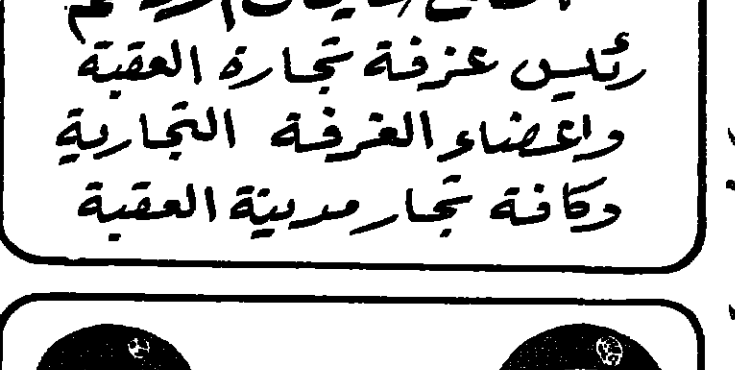 رئيس غرفة تجارة العقبة
واعضاء الغرفة التجارية
وكافة تجار مدينة العقبة